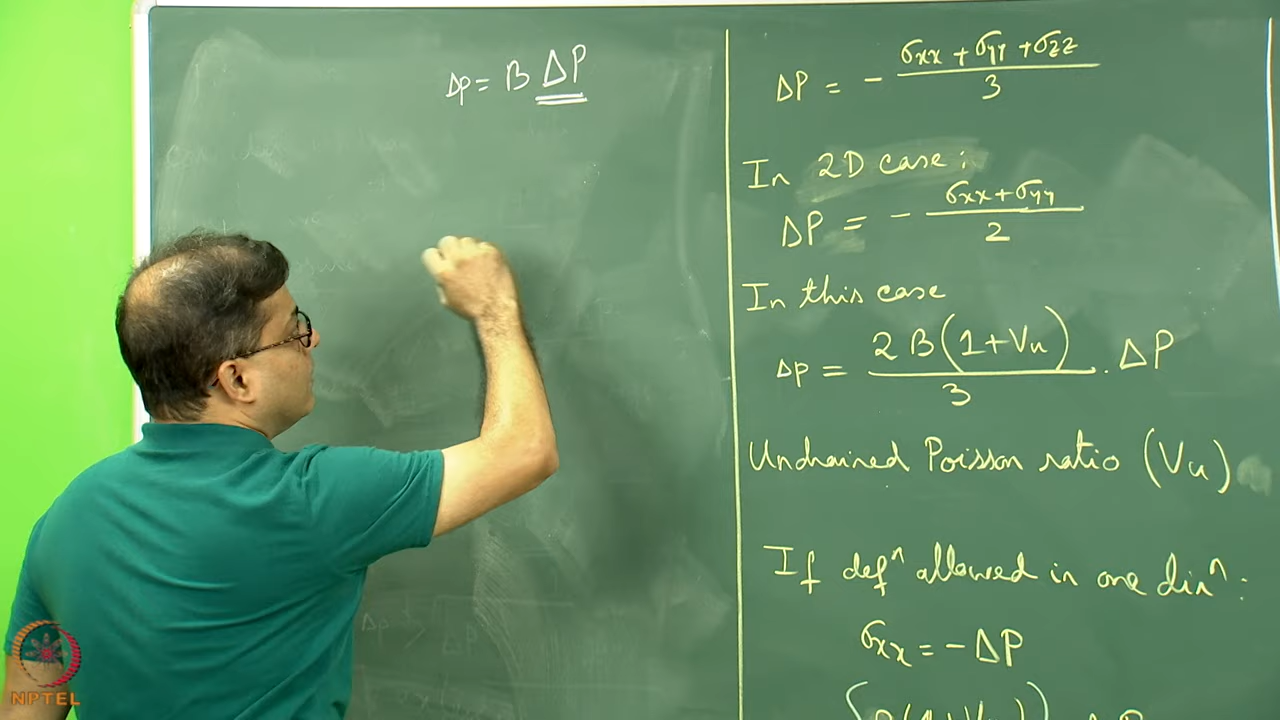 Δp = B ΔP
ΔP = - (σxx + σyy + σzz) / 3
In 2D case:
ΔP = - (σxx + σyy) / 2
In this case
Δp = 2B(1+Vu) / 3 . ΔP
Undrained Poisson ratio (Vu)
If defⁿ allowed in one dirⁿ:
σxx = -ΔP
NPTEL